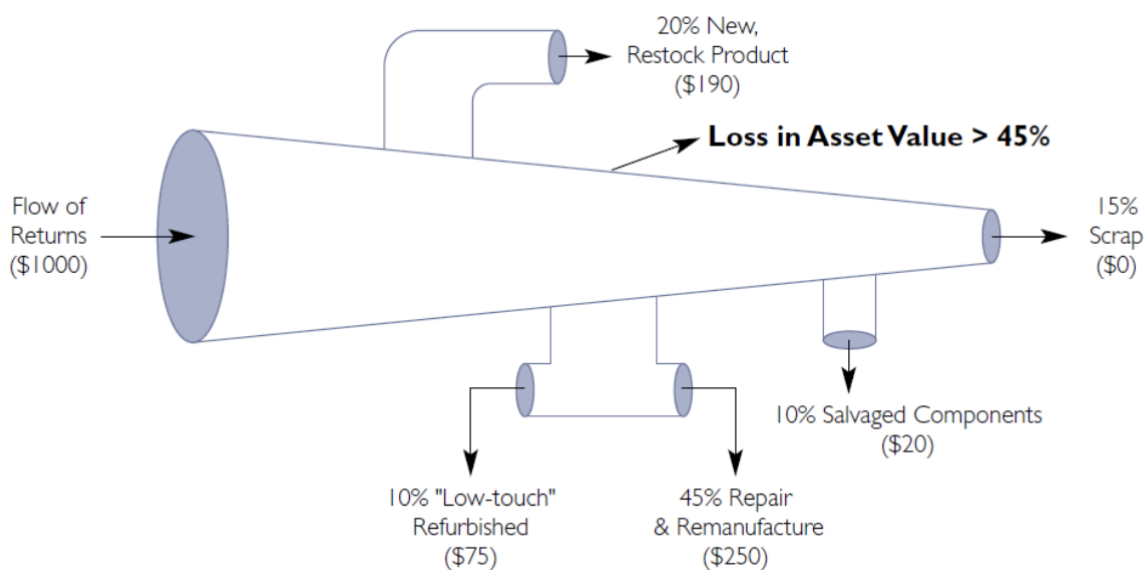 20% New,
Restock Product
($190)
Loss in Asset Value > 45%
Flow of
Returns
($1000)
15%
Scrap
($0)
10% Salvaged Components
($20)
10% "Low-touch"
Refurbished
($75)
45% Repair
& Remanufacture
($250)